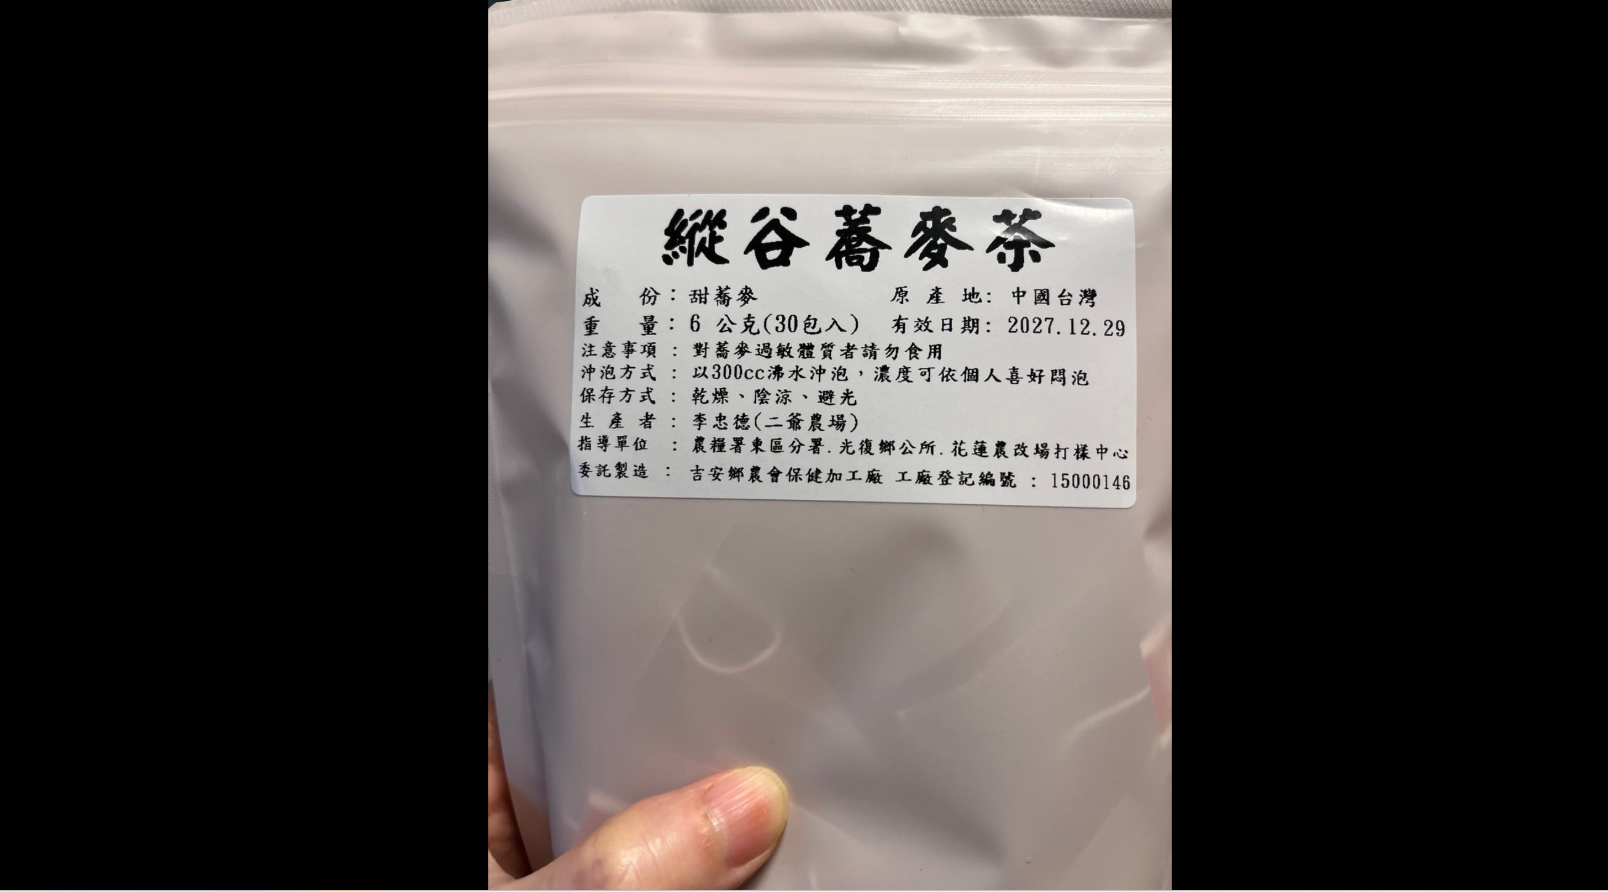 縱谷蕎麥茶
成　份：甜蕎麥　原產地：中國台灣
重　量：6 公克(30包入)　有效日期：2027.12.29
注意事項：對蕎麥過敏體質者請勿食用
沖泡方式：以300cc沸水沖泡，濃度可依個人喜好悶泡
保存方式：乾燥、陰涼、避光
生產者：李忠德(二爺農場)
指導單位：農糧署東區分署.光復鄉公所.花蓮農改場打樣中心
委託製造：吉安鄉農會保健加工廠 工廠登記編號：15000146